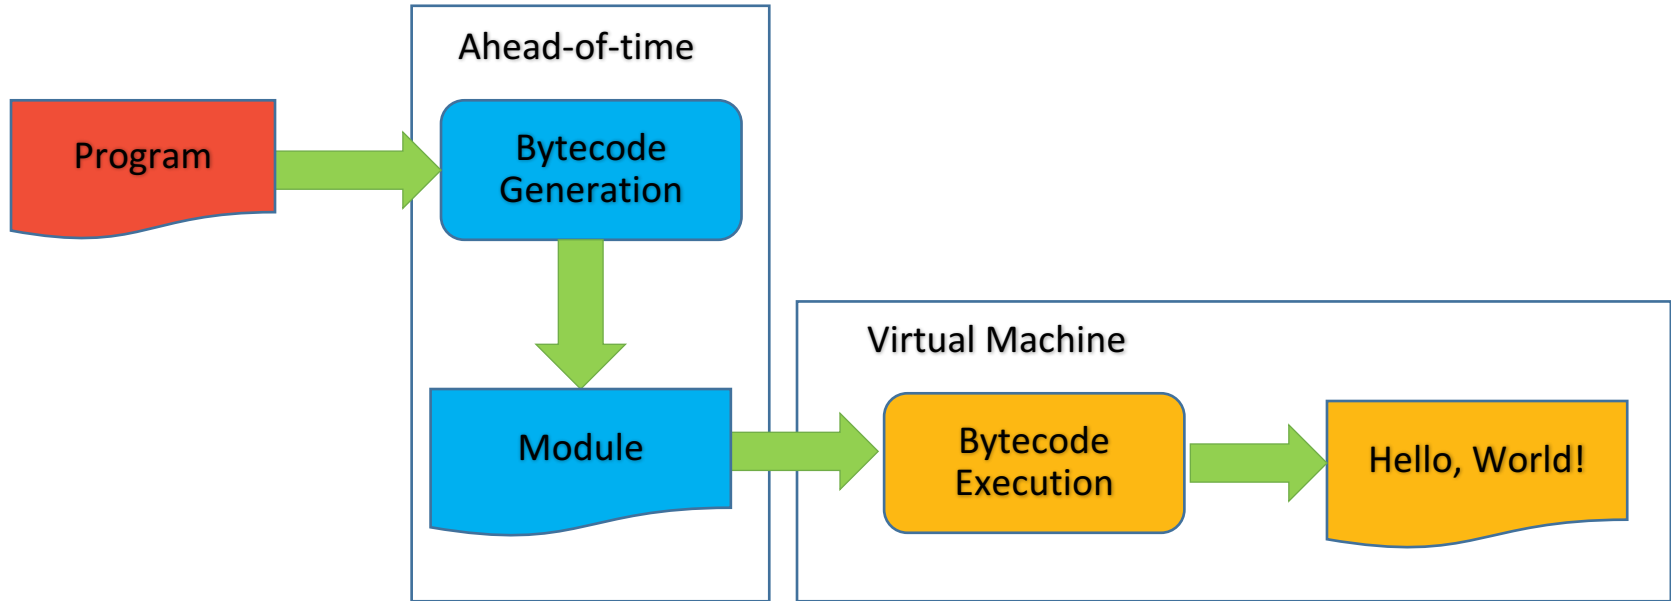 Ahead-of-time
Program
Bytecode
Generation
Module
Virtual Machine
Bytecode
Execution
Hello, World!